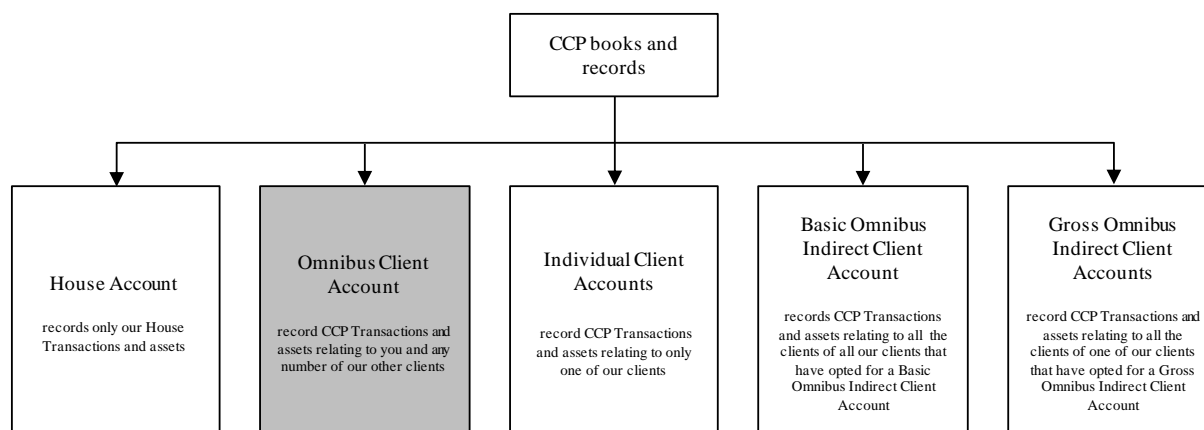 CCP books and
records
House Account
records only our House
Transactions and assets
Omnibus Client
Account
record CCP Transactions and
assets relating to you and any
number of our other clients
Individual Client
Accounts
record CCP Transactions
and assets relating to only
one of our clients
Basic Omnibus
Indirect Client
Account
records CCP Transactions
and assets relating to all the
clients of all our clients that
have opted for a Basic
Omnibus Indirect Client
Account
Gross Omnibus
Indirect Client
Accounts
record CCP Transactions and
assets relating to all the
clients of one of our clients
that have opted for a Gross
Omnibus Indirect Client
Account